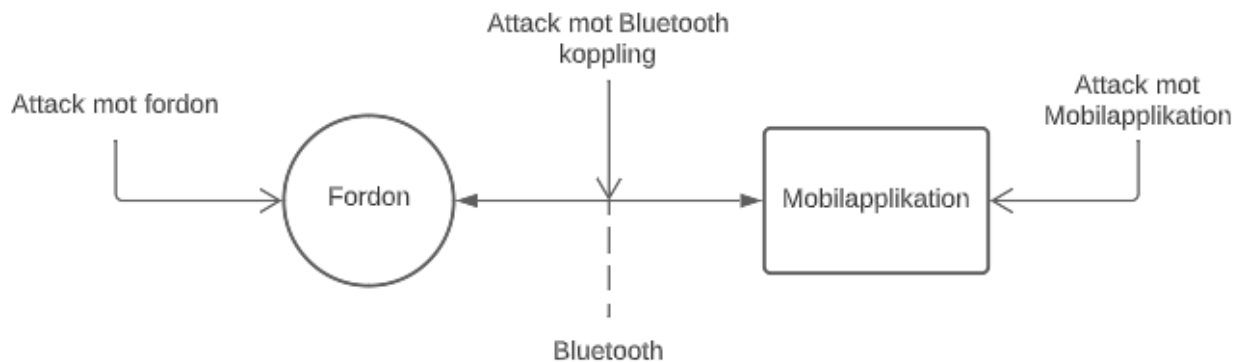 Attack mot Bluetooth
koppling
Attack mot fordon
Attack mot
Mobilapplikation
Fordon
Mobilapplikation
Bluetooth